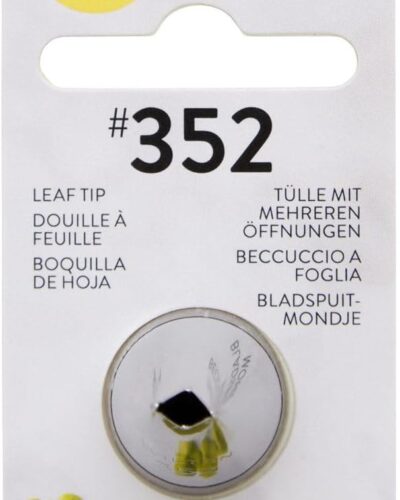 #352
LEAF TIP
DOUILLE À
FEUILLE
BOQUILLA
DE HOJA
TÜLLE MIT
MEHREREN
ÖFFNUNGEN
BECCUCCIO A
FOGLIA
BLADSPUIT-
MONDJE